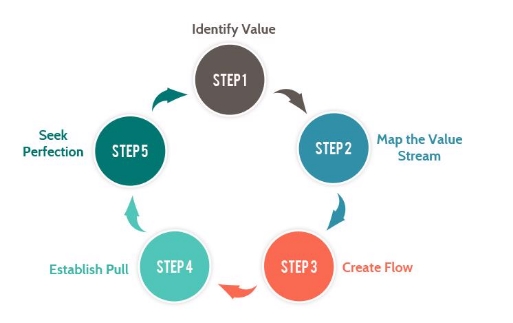 Identify Value
STEP 1
STEP 2
Map the Value
Stream
STEP 3
Create Flow
STEP 4
Establish Pull
STEP 5
Seek
Perfection